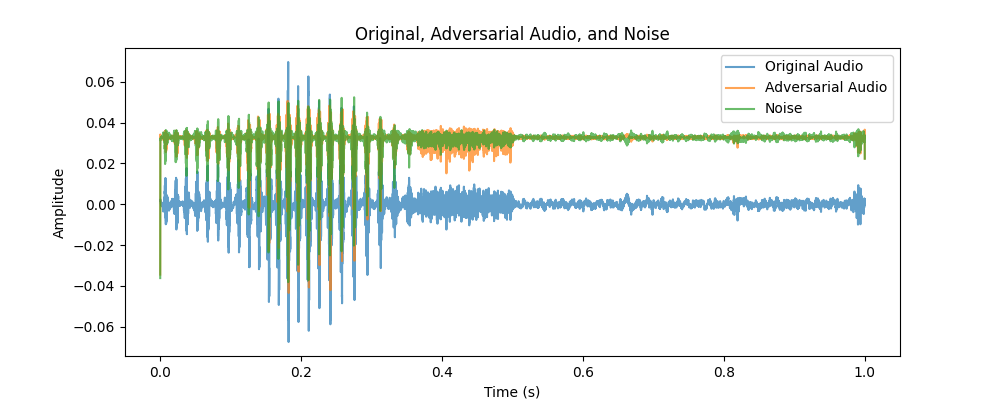 Original, Adversarial Audio, and Noise
Original Audio
Adversarial Audio
Noise
Amplitude
0.06
0.04
0.02
0.00
−0.02
−0.04
−0.06
0.0 0.2 0.4 0.6 0.8 1.0
Time (s)